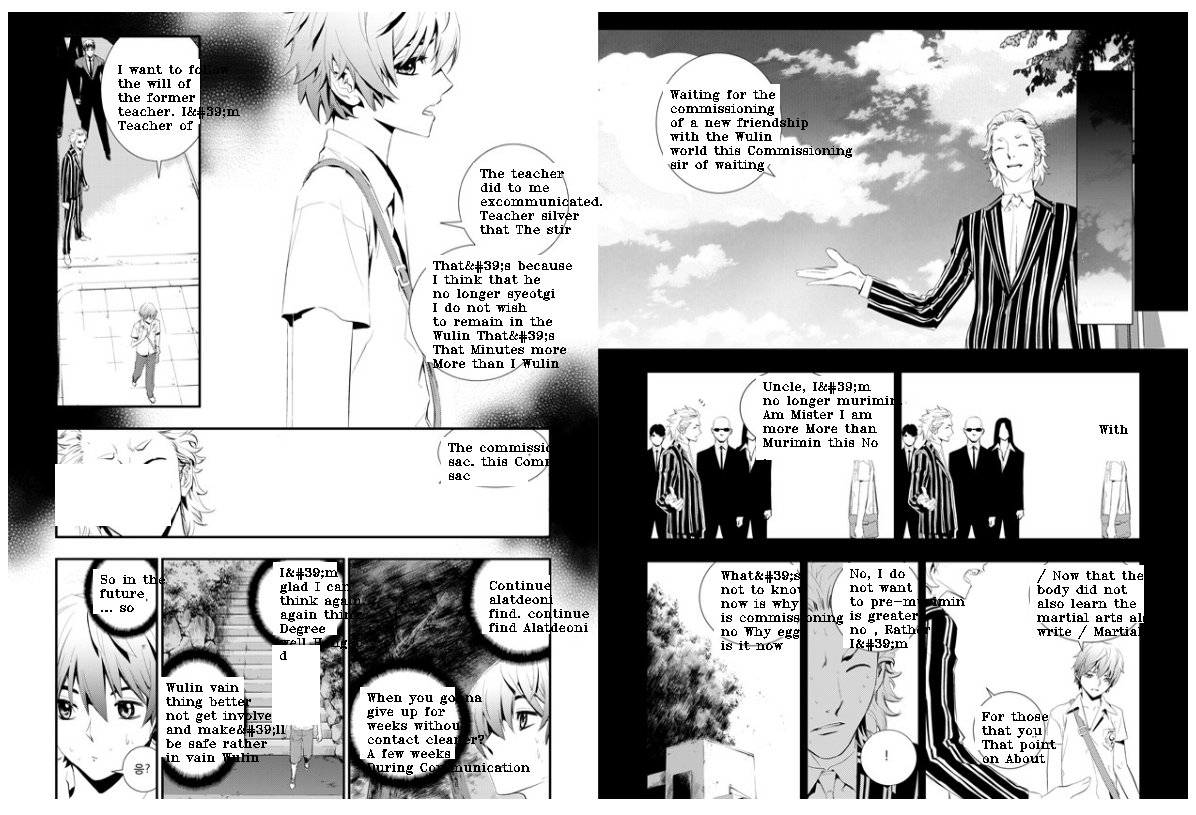 I want to follow
the will of
the former
teacher. I&#39;m
Teacher of
The teacher
did to me
excommunicated.
Teacher silver
that The stir
That&#39;s because
I think that he
no longer syeotgi
I do not wish
to remain in the
Wulin That&#39;s
That Minutes more
More than I Wulin
The commissio
sac. this Com
sac
So in the
future,
... so
I&#39;m
glad I can
think again
again think
Degree
d
Wulin vain
thing better
not get involve
and make&#39;ll
be safe rather
in vain Wulin
응?
Continue
alatdeoni
find. continue
find Alatdeoni
When you gonna
give up for
weeks without
contact cleaner?
A few weeks
During Communication
Waiting for the
commissioning
of a new friendship
with the Wulin
world this Commissioning
sir of waiting
Uncle, I&#39;m
no longer murimin
Am Mister I am
more More than
Murimin this No
.
With
What&#39;s
not to know
now is why
is commissioning
no Why egg
is it now
No, I do
not want
to pre-murimin
is greater
no , Rather
I&#39;m
!
/ Now that the
body did not
also learn the
martial arts al
write / Martial
For those
that you
That point
on About